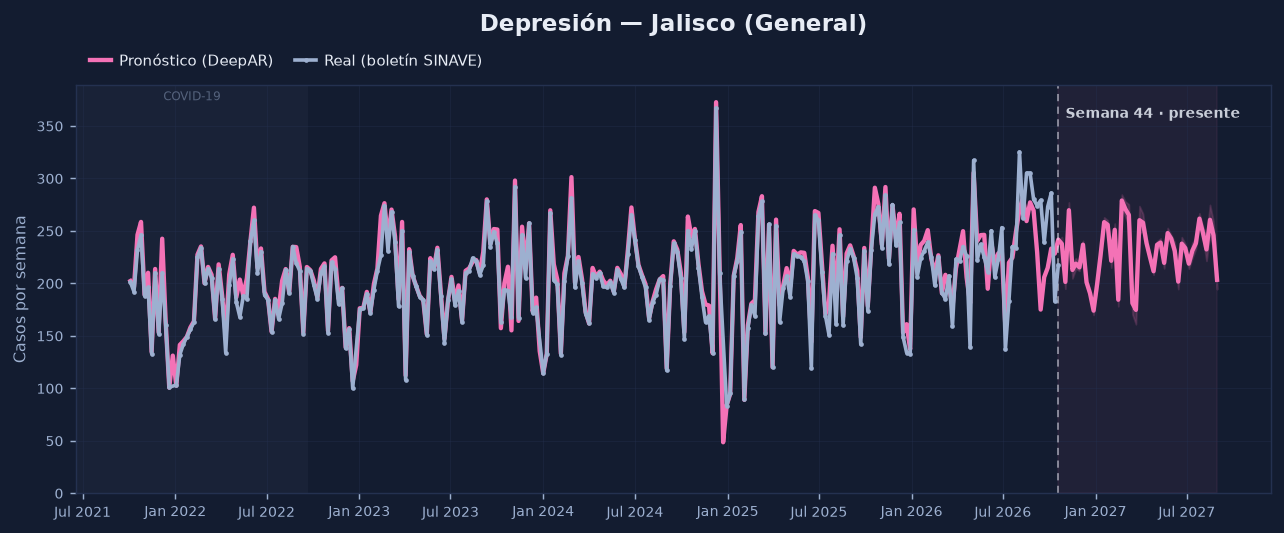 Depresión — Jalisco (General)
Pronóstico (DeepAR)
Real (boletín SINAVE)
COVID-19
Semana 44 · presente
Casos por semana
350
300
250
200
150
100
50
0
Jul 2021
Jan 2022
Jul 2022
Jan 2023
Jul 2023
Jan 2024
Jul 2024
Jan 2025
Jul 2025
Jan 2026
Jul 2026
Jan 2027
Jul 2027